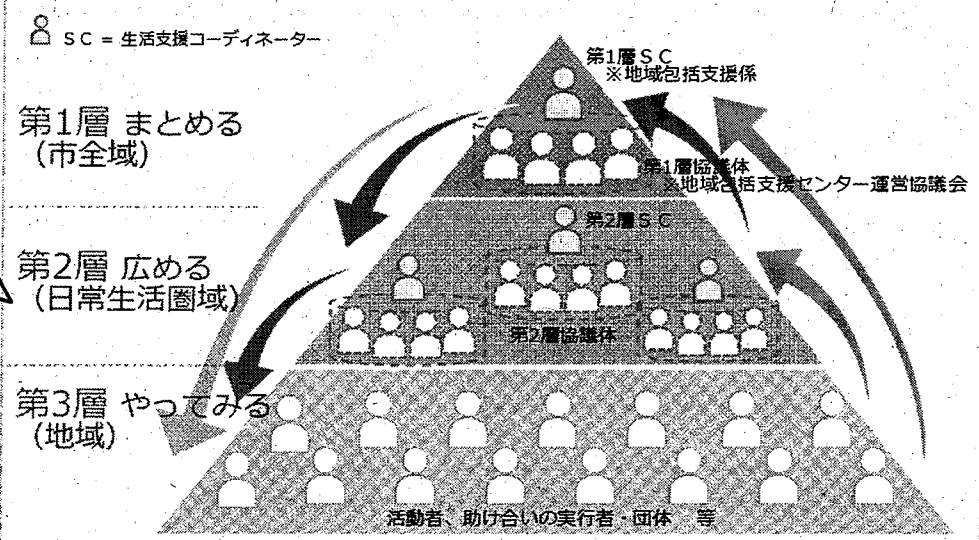 SC = 生活支援コーディネーター
第1層SC
※地域包括支援係
第1層 まとめる
(市全域)
第1層協議体
※地域包括支援センター運営協議会
第2層SC
第2層 広める
(日常生活圏域)
第2層協議体
第3層 やってみる
(地域)
活動者、助け合いの実行者・団体 等